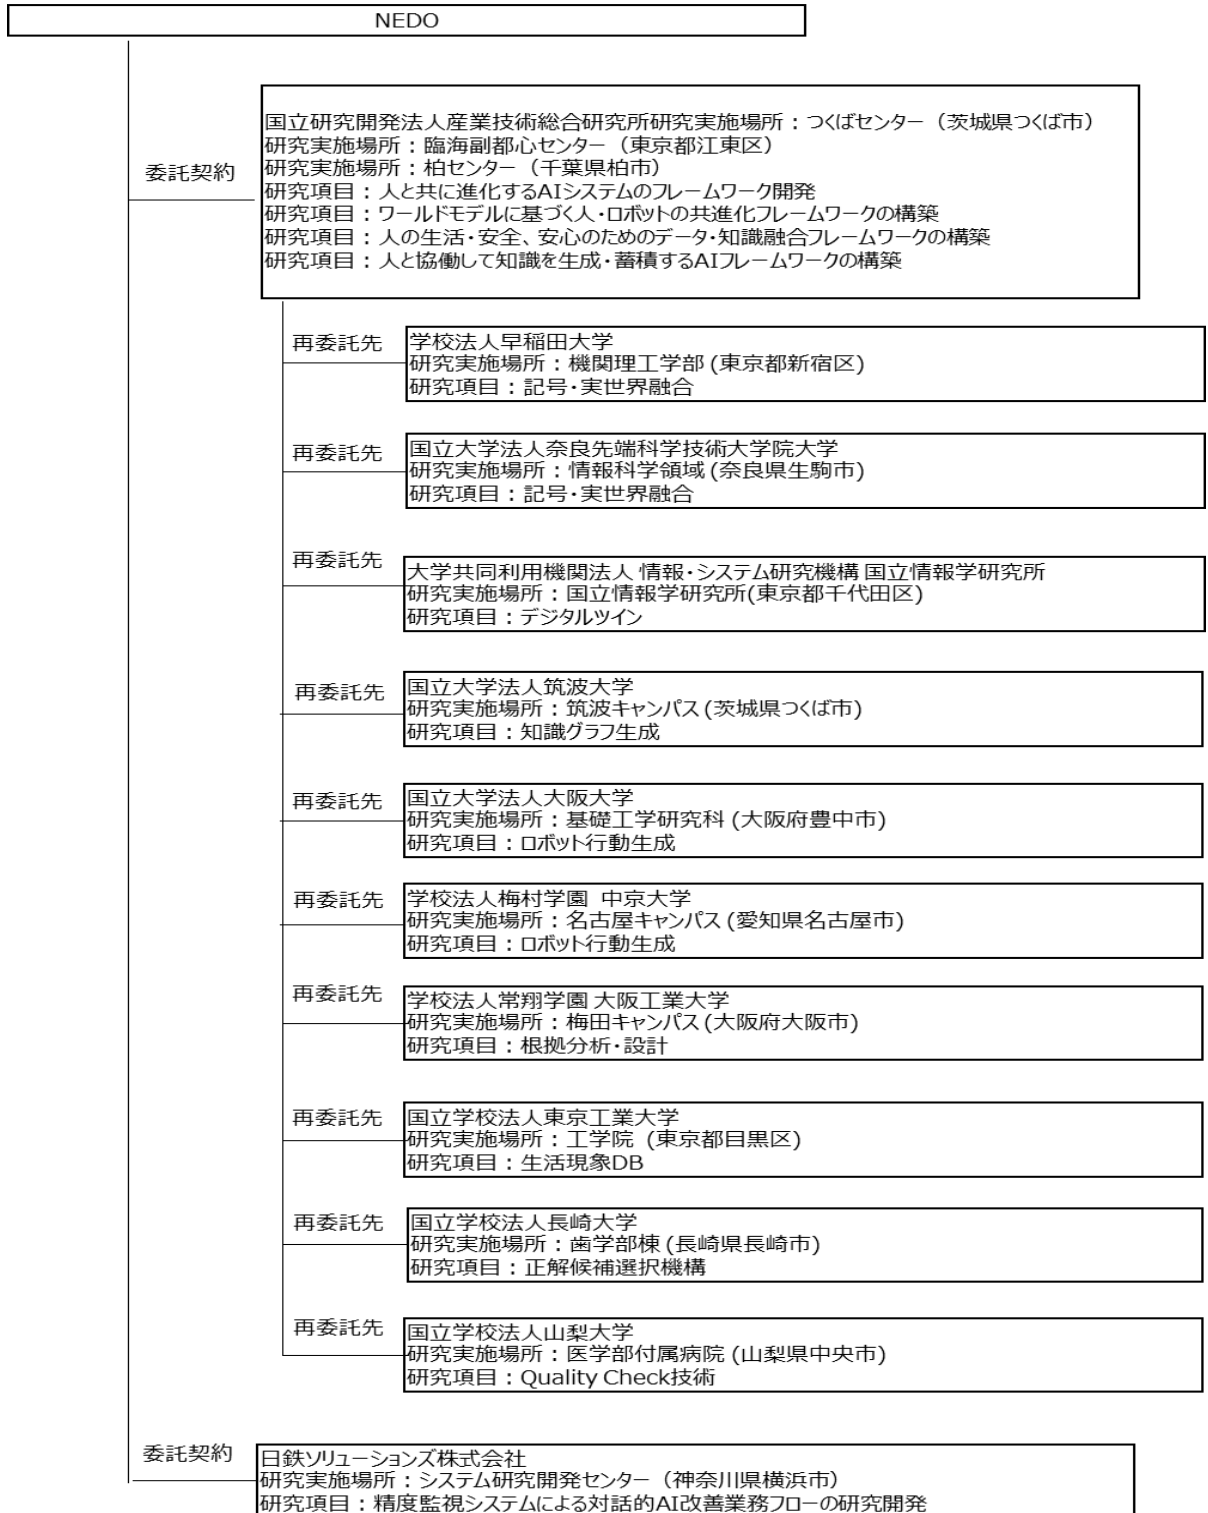 NEDO
委託契約
国立研究開発法人産業技術総合研究所研究実施場所：つくばセンター（茨城県つくば市）
研究実施場所：臨海副都心センター（東京都江東区）
研究実施場所：柏センター（千葉県柏市）
研究項目：人と共に進化するAIシステムのフレームワーク開発
研究項目：ワールドモデルに基づく人・ロボットの共進化フレームワークの構築
研究項目：人の生活・安全、安心のためのデータ・知識融合フレームワークの構築
研究項目：人と協働して知識を生成・蓄積するAIフレームワークの構築
再委託先
学校法人早稲田大学
研究実施場所：機関理工学部 (東京都新宿区)
研究項目：記号・実世界融合
再委託先
国立大学法人奈良先端科学技術大学院大学
研究実施場所：情報科学領域 (奈良県生駒市)
研究項目：記号・実世界融合
再委託先
大学共同利用機関法人 情報・システム研究機構 国立情報学研究所
研究実施場所：国立情報学研究所(東京都千代田区)
研究項目：デジタルツイン
再委託先
国立大学法人筑波大学
研究実施場所：筑波キャンパス (茨城県つくば市)
研究項目：知識グラフ生成
再委託先
国立大学法人大阪大学
研究実施場所：基礎工学研究科 (大阪府豊中市)
研究項目：ロボット行動生成
再委託先
学校法人梅村学園 中京大学
研究実施場所：名古屋キャンパス (愛知県名古屋市)
研究項目：ロボット行動生成
再委託先
学校法人常翔学園 大阪工業大学
研究実施場所：梅田キャンパス (大阪府大阪市)
研究項目：根拠分析・設計
再委託先
国立学校法人東京工業大学
研究実施場所：工学院 (東京都目黒区)
研究項目：生活現象DB
再委託先
国立学校法人長崎大学
研究実施場所：歯学部棟 (長崎県長崎市)
研究項目：正解候補選択機構
再委託先
国立学校法人山梨大学
研究実施場所：医学部付属病院 (山梨県中央市)
研究項目：Quality Check技術
委託契約
日鉄ソリューションズ株式会社
研究実施場所：システム研究開発センター（神奈川県横浜市）
研究項目：精度監視システムによる対話的AI改善業務フローの研究開発